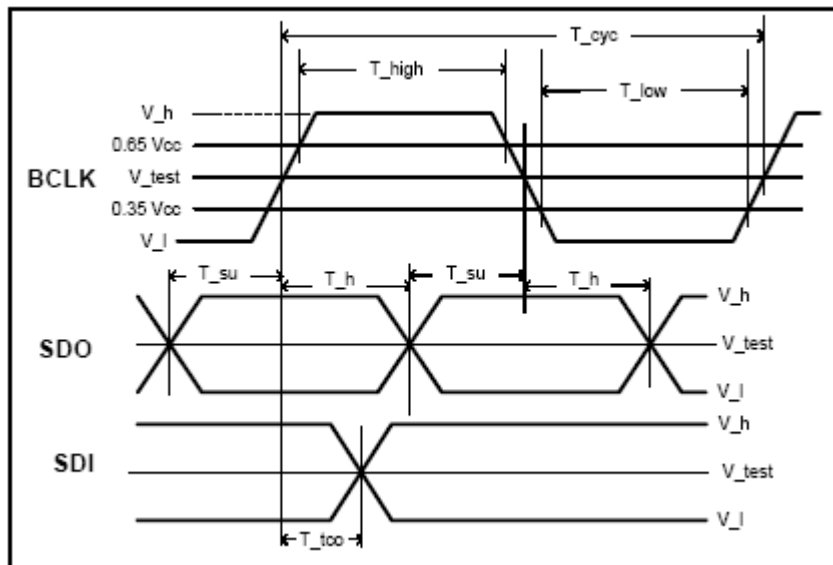 T_cyc
T_high
T_low
V_h
0.65 Vcc
BCLK
V_test
0.35 Vcc
V_l
T_su
T_h
T_su
T_h
V_h
SDO
V_test
V_l
V_h
SDI
V_test
V_l
T_tco